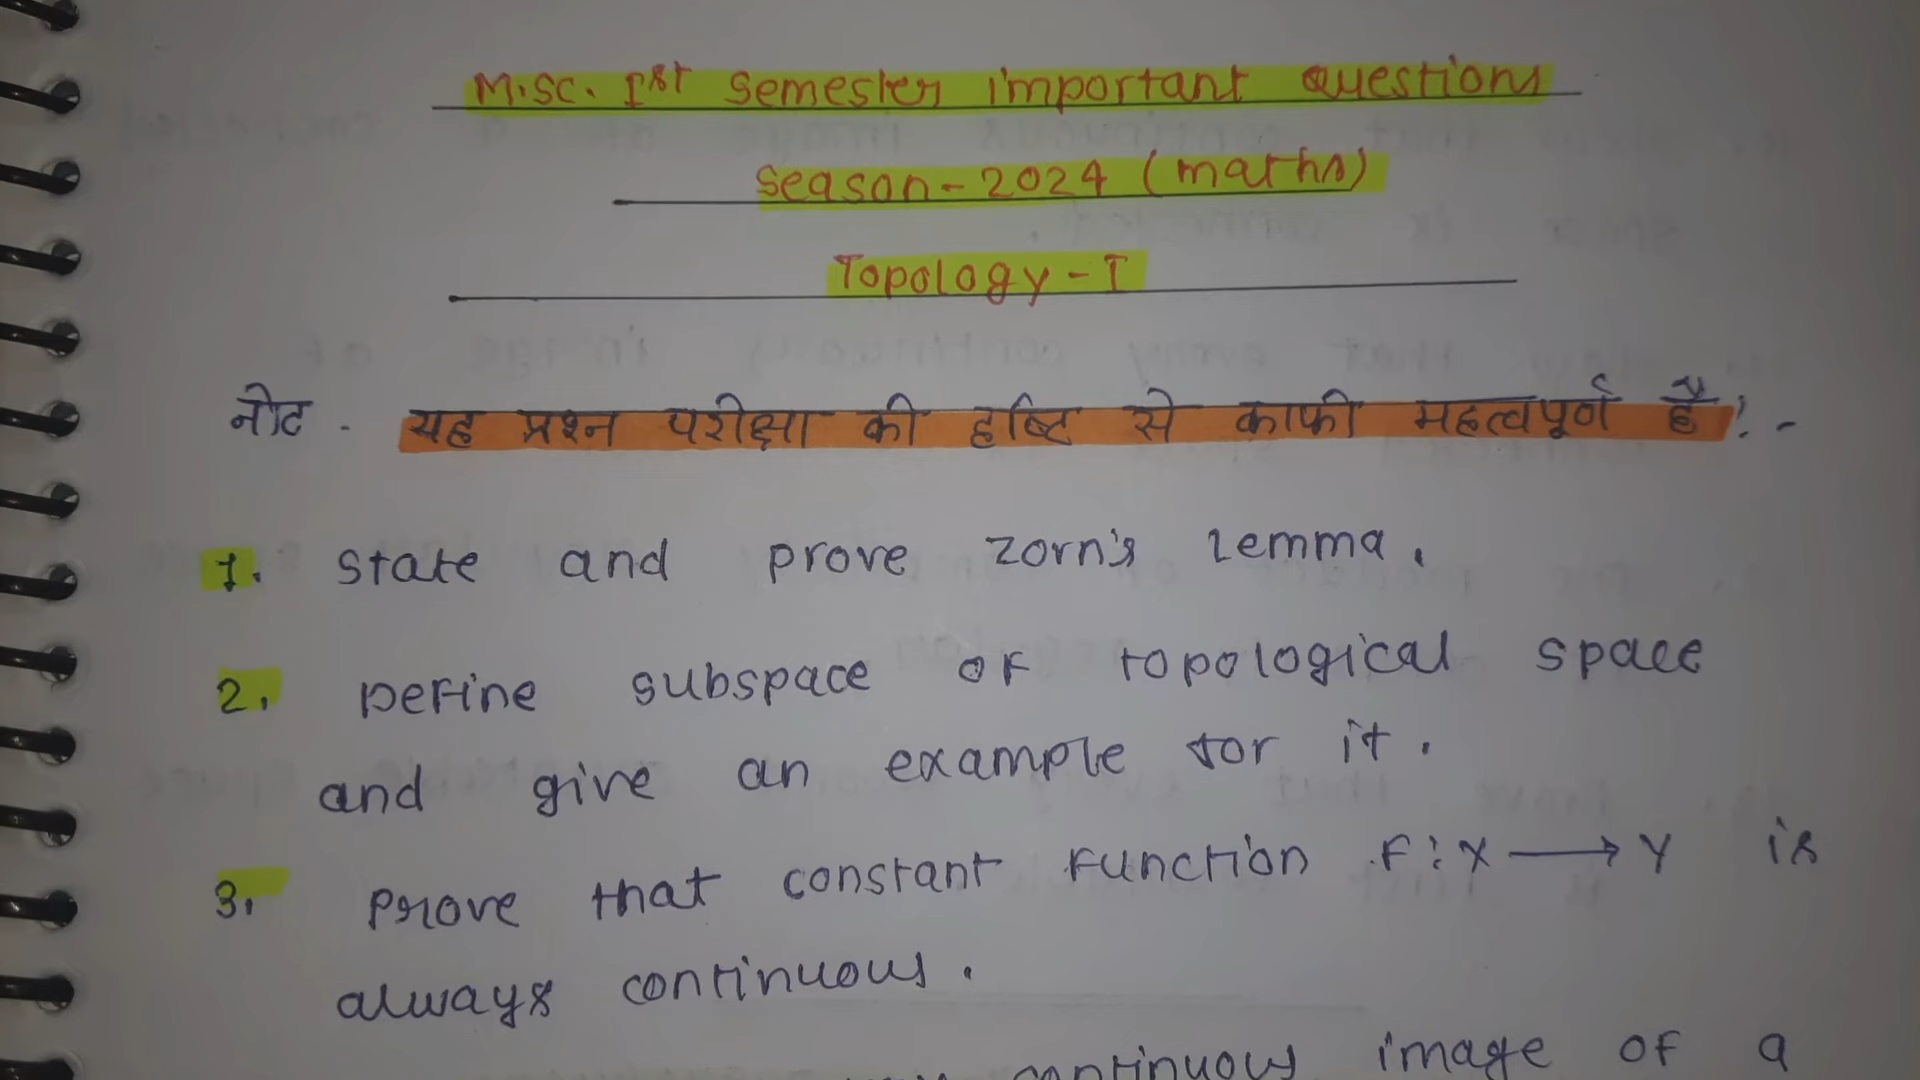 M.Sc. Ist semester important questions
Season-2024 (maths)
Topology-I
नोट - यह प्रश्न परीक्षा की दृष्टि से काफी महत्वपूर्ण है! -
1. state and prove zorn's lemma.
2. Define subspace of topological space
and give an example for it.
3. prove that constant function F:X⟶Y is
always continuous.
continuous image of a